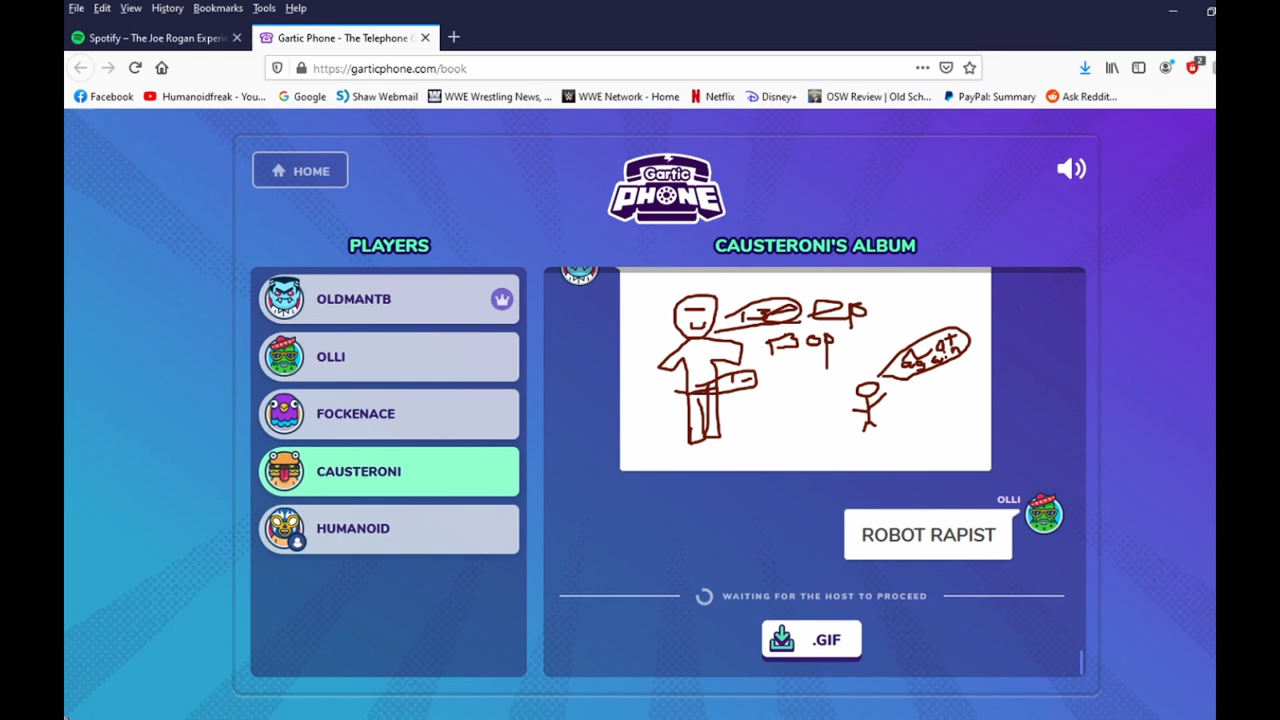 File Edit View History Bookmarks Tools Help
Spotify – The Joe Rogan Experi
Gartic Phone - The Telephone G
https://garticphone.com/book
Facebook
Humanoidfreak - You...
Google
Shaw Webmail
WWE Wrestling News, ...
WWE Network - Home
Netflix
Disney+
OSW Review | Old Sch...
PayPal: Summary
Ask Reddit...
2
HOME
Gartic
PHONE
PLAYERS
OLDMANTB
OLLI
FOCKENACE
CAUSTERONI
HUMANOID
CAUSTERONI'S ALBUM
Bop
OLLI
ROBOT RAPIST
WAITING FOR THE HOST TO PROCEED
.GIF